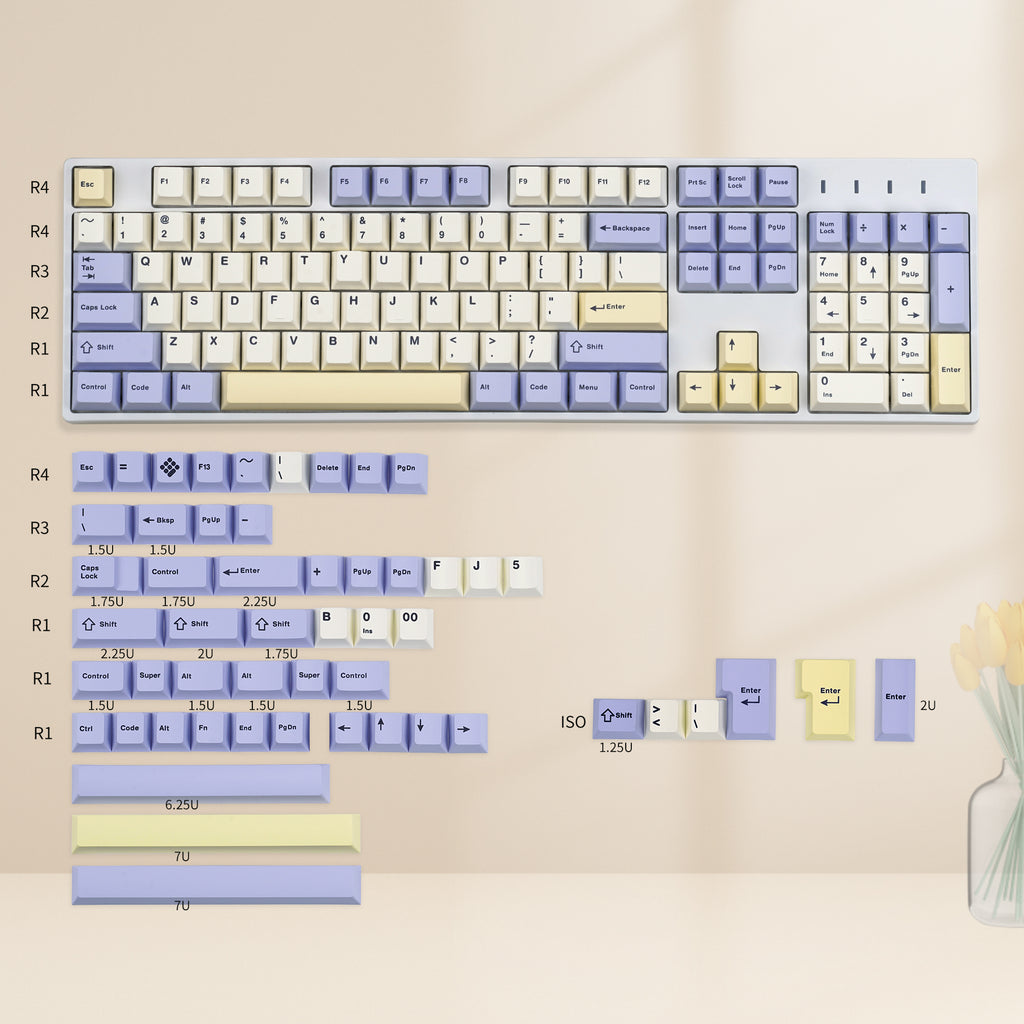 R4 Esc F1 F2 F3 F4 F5 F6 F7 F8 F9 F10 F11 F12 Prt Sc Scroll Lock Pause
R4 ~ ` ! 1 @ 2 # 3 $ 4 % 5 ^ 6 & 7 * 8 ( 9 ) 0 — - + = ← Backspace Insert Home PgUp Num Lock ÷ × −
R3 Tab Q W E R T Y U I O P { [ } ] | \ Delete End PgDn 7 Home 8 ↑ 9 PgUp +
R2 Caps Lock A S D F G H J K L : ; " ' Enter 4 ← 5 6 →
R1 Shift Z X C V B N M < , > . ? / Shift ↑ 1 End 2 ↓ 3 PgDn Enter
R1 Control Code Alt Alt Code Menu Control ← ↓ → 0 Ins . Del
R4 Esc = F13 ~ ` | \ Delete End PgDn
R3 | \ ← Bksp PgUp −
1.5U 1.5U
R2 Caps Lock Control Enter + PgUp PgDn F J 5
1.75U 1.75U 2.25U
R1 Shift Shift Shift B 0 Ins 00
2.25U 2U 1.75U
R1 Control Super Alt Alt Super Control
1.5U 1.5U 1.5U 1.5U
R1 Ctrl Code Alt Fn End PgDn ← ↑ ↓ →
ISO Shift > < | \ Enter Enter Enter 2U
1.25U
6.25U
7U
7U